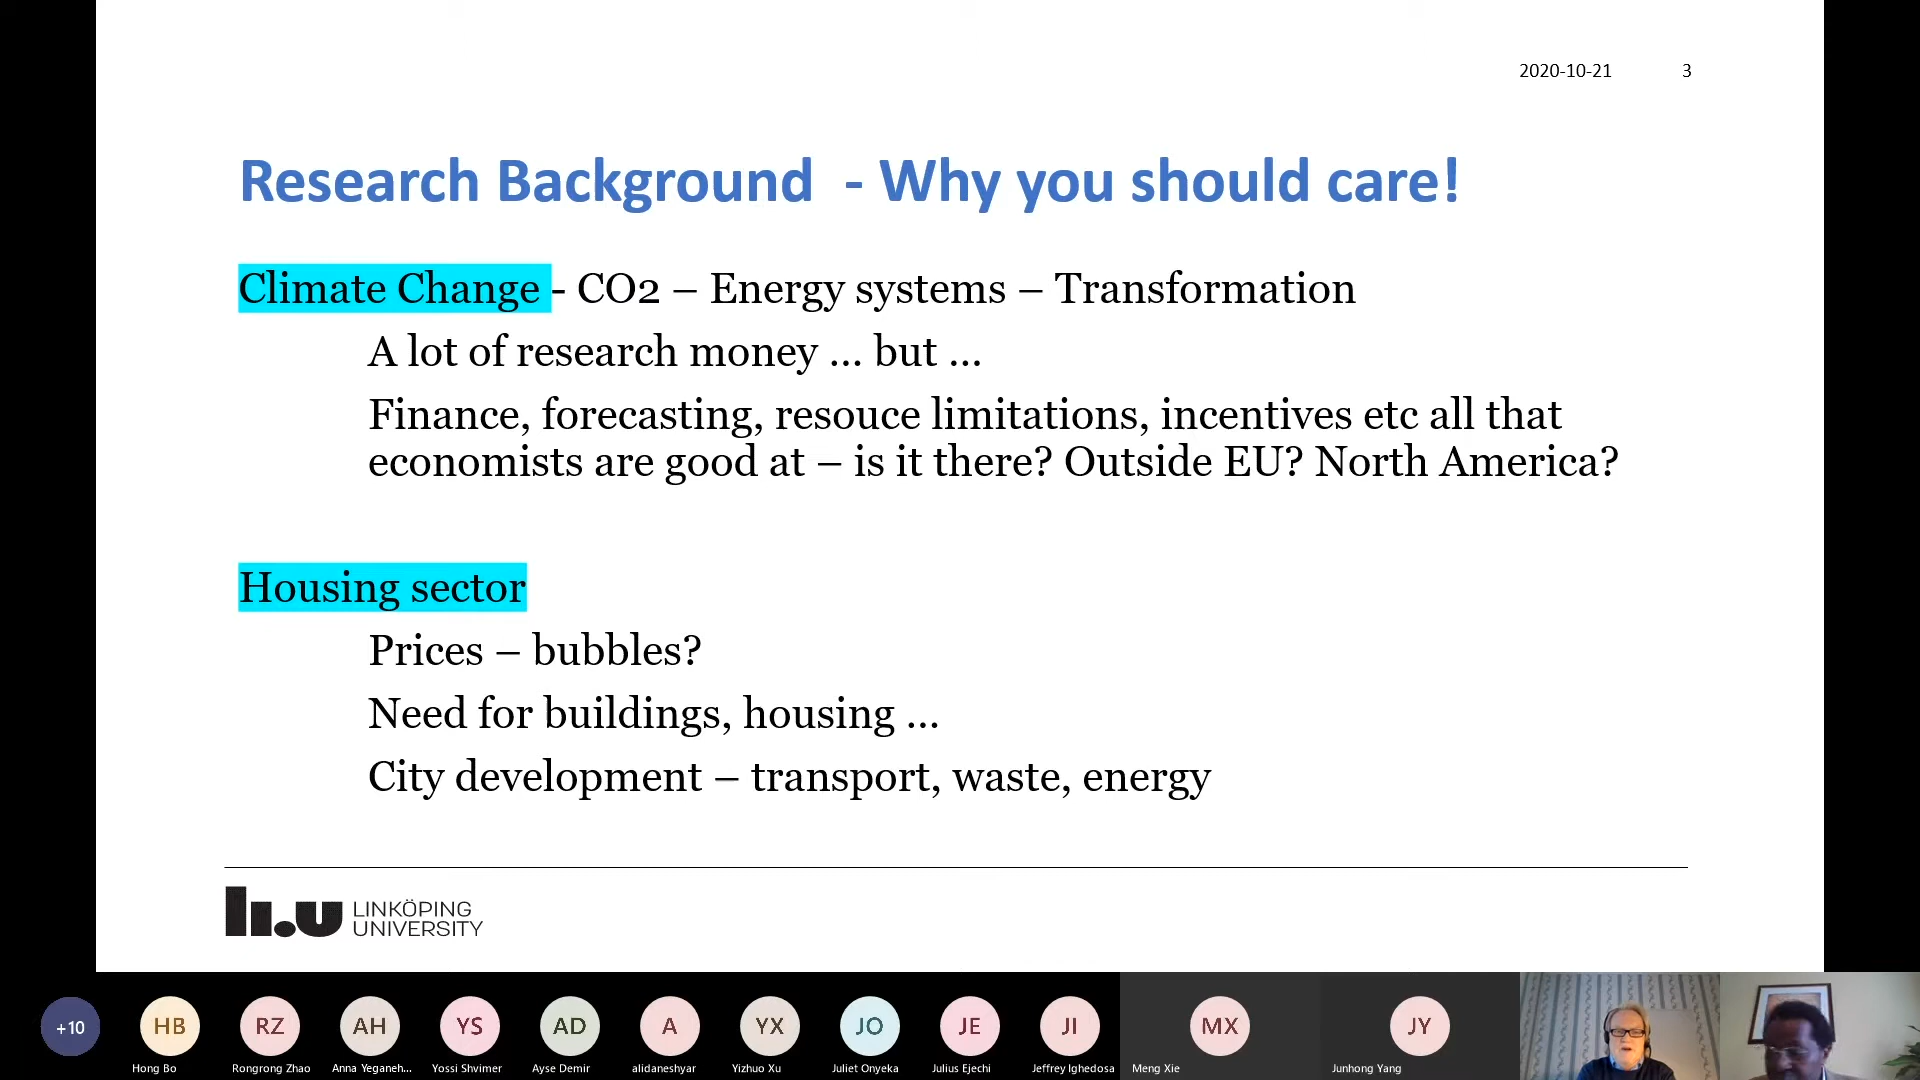 2020-10-21 3
Research Background - Why you should care!
Climate Change - CO2 – Energy systems – Transformation
A lot of research money … but …
Finance, forecasting, resouce limitations, incentives etc all that
economists are good at – is it there? Outside EU? North America?
Housing sector
Prices – bubbles?
Need for buildings, housing …
City development – transport, waste, energy
li.u LINKÖPING
UNIVERSITY
+10 HB RZ AH YS AD A YX JO JE JI MX JY
Hong Bo Rongrong Zhao Anna Yeganeh... Yossi Shvimer Ayse Demir alidaneshyar Yizhuo Xu Juliet Onyeka Julius Ejechi Jeffrey Ighedosa Meng Xie Junhong Yang